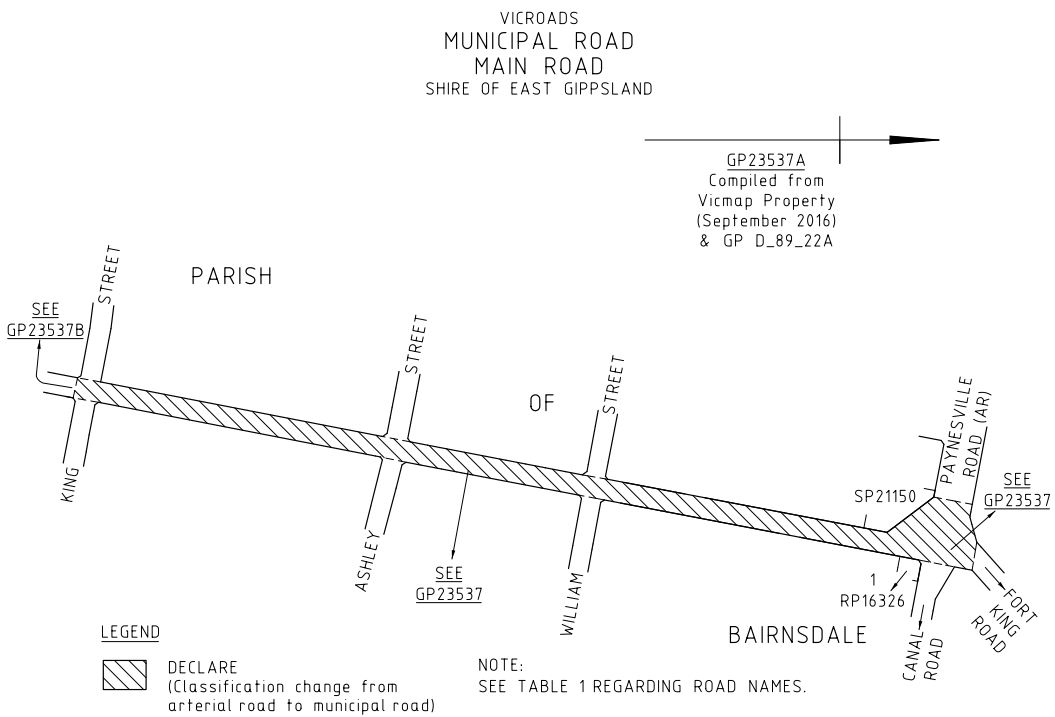 VICROADS
MUNICIPAL ROAD
MAIN ROAD
SHIRE OF EAST GIPPSLAND
GP23537A
Compiled from
Vicmap Property
(September 2016)
& GP D_89_22A
PARISH
STREET
SEE
GP23537B
STREET
STREET
OF
PAYNESVILLE
ROAD (AR)
SEE
GP23537
SP21150
KING
ASHLEY
SEE
GP23537
WILLIAM
1
RP16326
FORT
KING
ROAD
BAIRNSDALE
CANAL
ROAD
LEGEND
DECLARE
(Classification change from
arterial road to municipal road)
NOTE:
SEE TABLE 1 REGARDING ROAD NAMES.